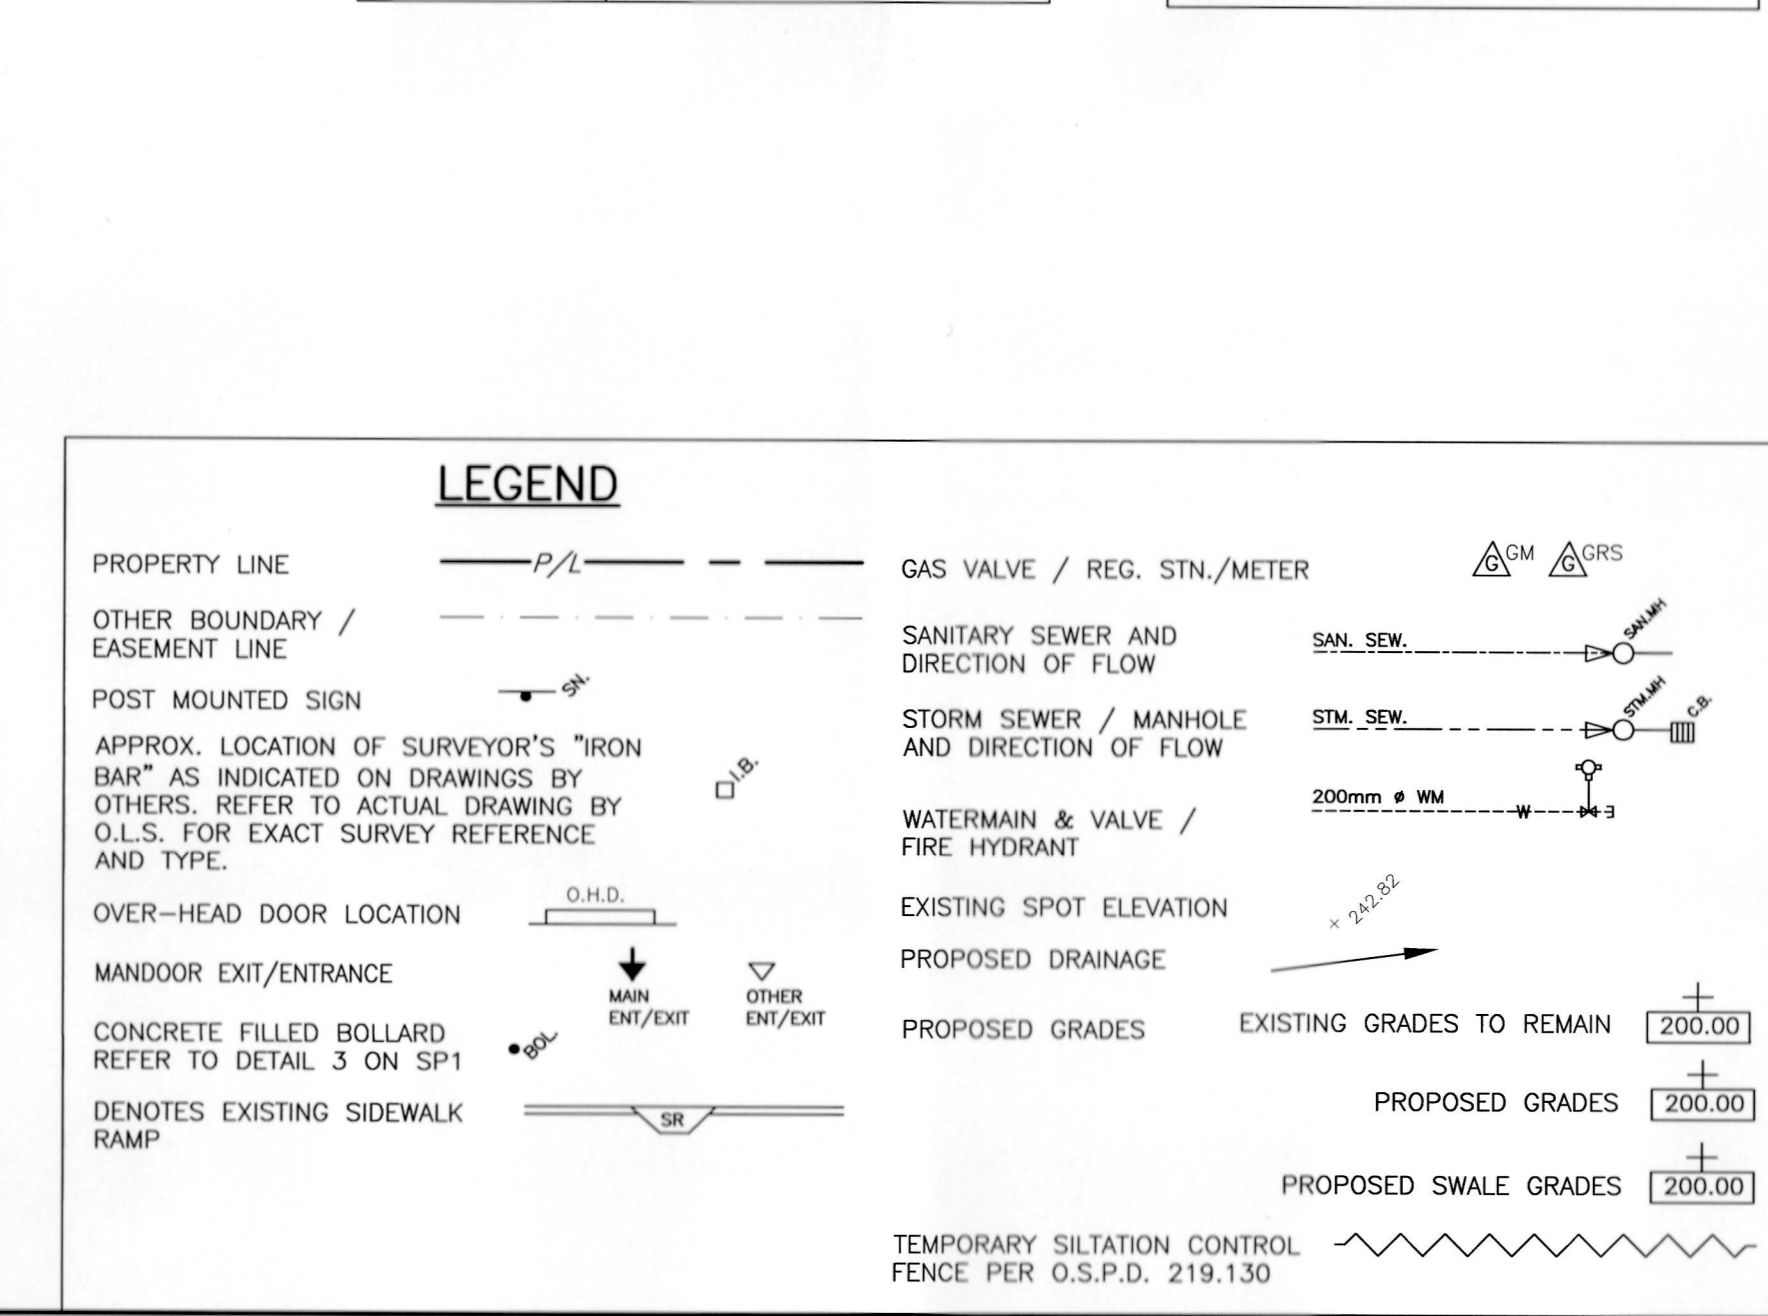 LEGEND
PROPERTY LINE
P/L
OTHER BOUNDARY /
EASEMENT LINE
POST MOUNTED SIGN
SN.
APPROX. LOCATION OF SURVEYOR'S "IRON
BAR" AS INDICATED ON DRAWINGS BY
OTHERS. REFER TO ACTUAL DRAWING BY
O.L.S. FOR EXACT SURVEY REFERENCE
AND TYPE.
I.B.
OVER-HEAD DOOR LOCATION
O.H.D.
MANDOOR EXIT/ENTRANCE
MAIN
ENT/EXIT
OTHER
ENT/EXIT
CONCRETE FILLED BOLLARD
REFER TO DETAIL 3 ON SP1
BOL.
DENOTES EXISTING SIDEWALK
RAMP
SR
GAS VALVE / REG. STN./METER
G GM G GRS
SANITARY SEWER AND
DIRECTION OF FLOW
SAN. SEW.
SAN.MH
STORM SEWER / MANHOLE
AND DIRECTION OF FLOW
STM. SEW.
STM.MH
C.B.
WATERMAIN & VALVE /
FIRE HYDRANT
200mm ø WM
W
EXISTING SPOT ELEVATION
+ 242.82
PROPOSED DRAINAGE
PROPOSED GRADES
EXISTING GRADES TO REMAIN 200.00
PROPOSED GRADES 200.00
PROPOSED SWALE GRADES 200.00
TEMPORARY SILTATION CONTROL
FENCE PER O.S.P.D. 219.130